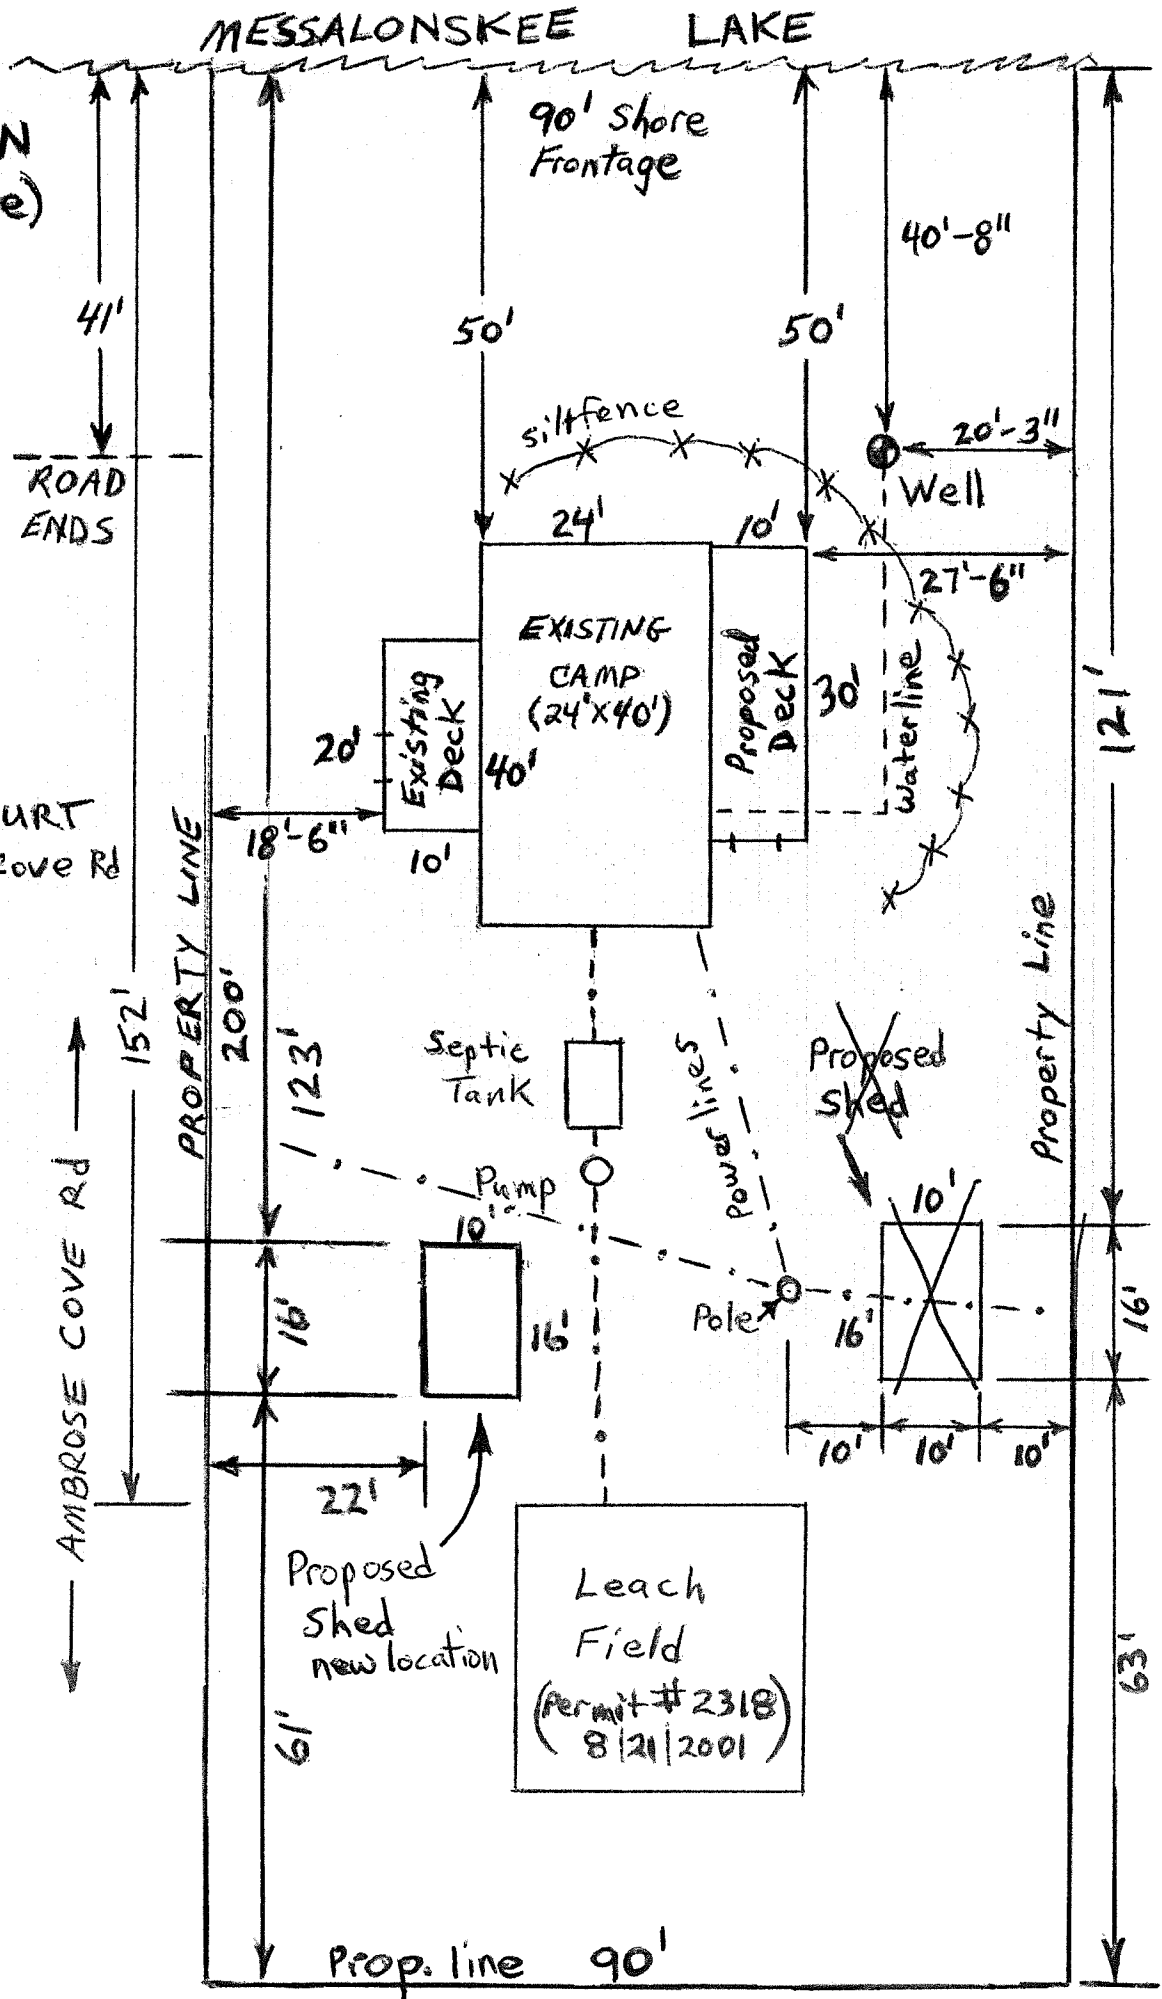 MESSALONSKEE LAKE
90' Shore
Frontage
N
e)
41'
50'
50'
40'-8"
siltfence
20'-3"
Well
ROAD
ENDS
24'
10'
27'-6"
EXISTING
CAMP
(24'X40')
Existing
Deck
Proposed
Deck
30'
20'
40'
waterline
121'
URT
Cove Rd
18'-6"
10'
PROPERTY LINE
200'
152'
123'
Septic
Tank
Power lines
Proposed
Shed
Property Line
AMBROSE COVE Rd
Pump
10'
10'
16'
16'
Pole
16'
16'
10'
10'
10'
22'
Proposed
Shed
new location
Leach
Field
(Permit # 2318
8|21|2001)
61'
63'
Prop. line 90'